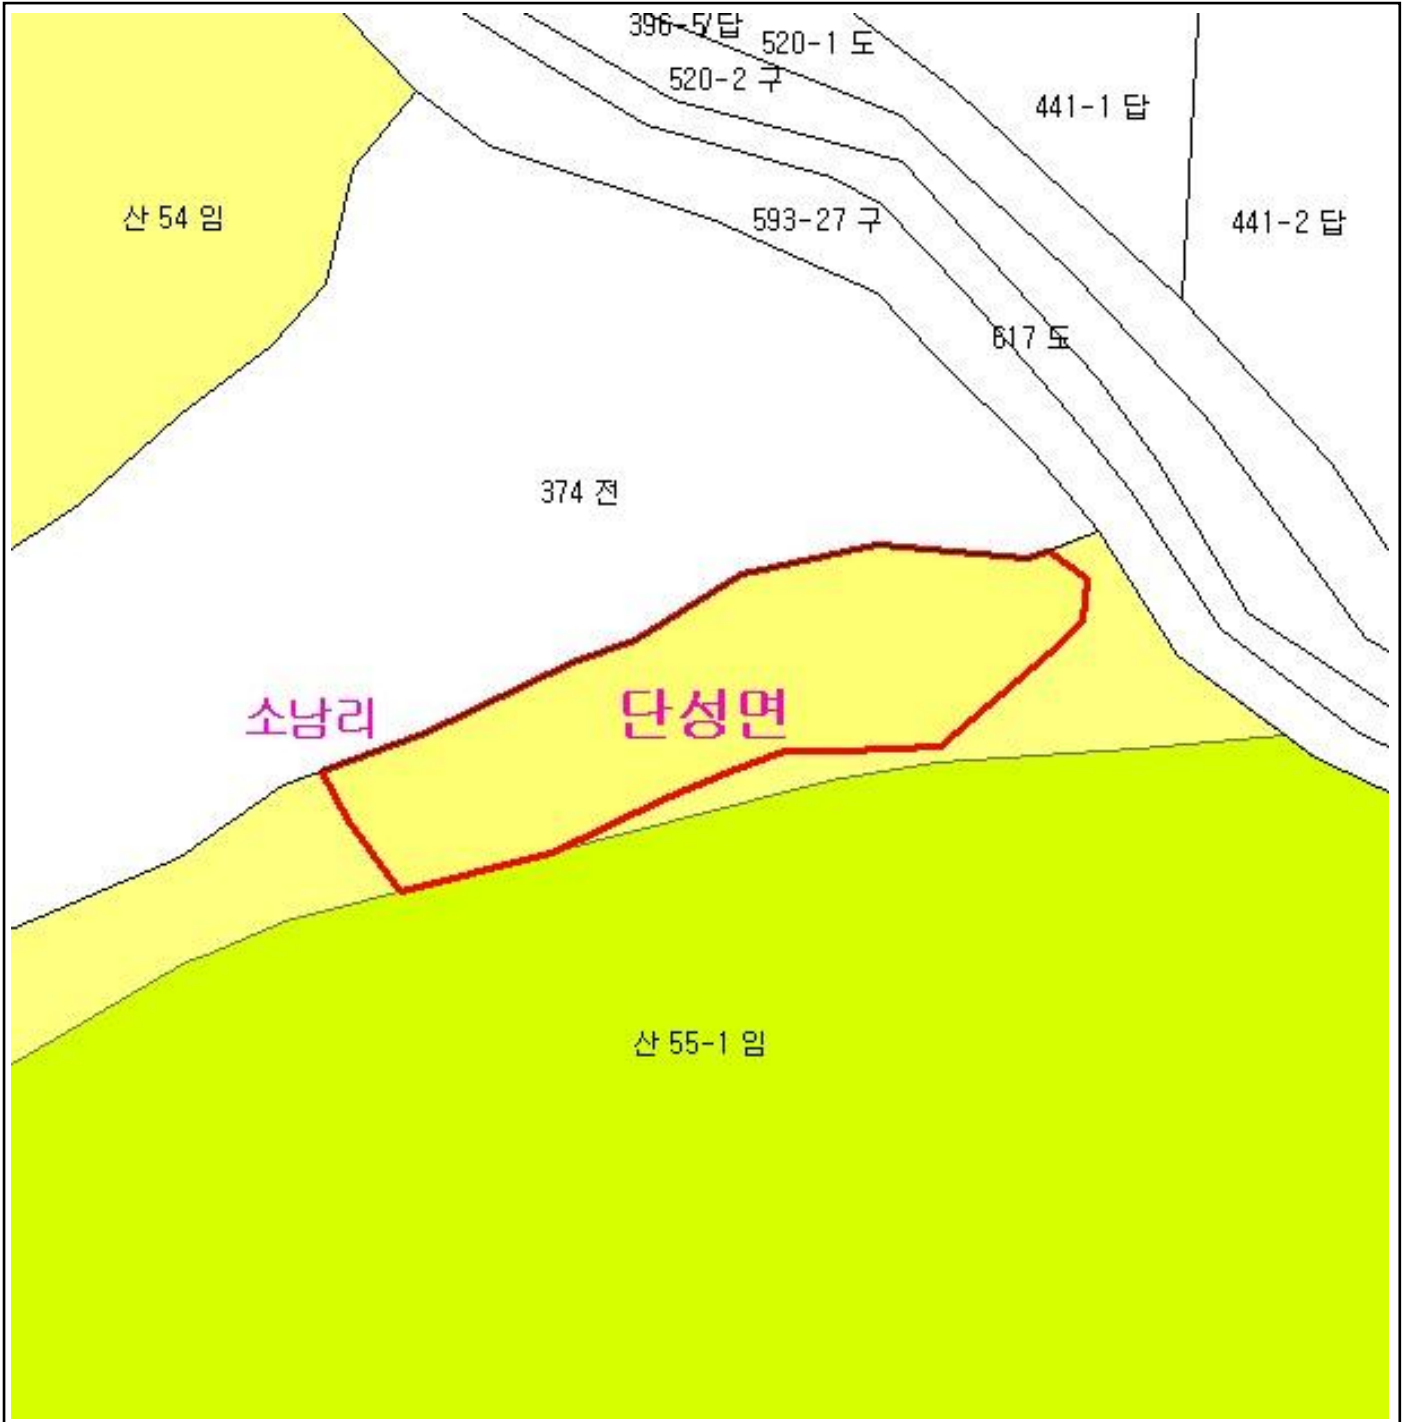 396-5 답
520-1 도
520-2 구
441-1 답
산 54 임
593-27 구
441-2 답
617 도
374 전
소남리
단성면
산 55-1 임